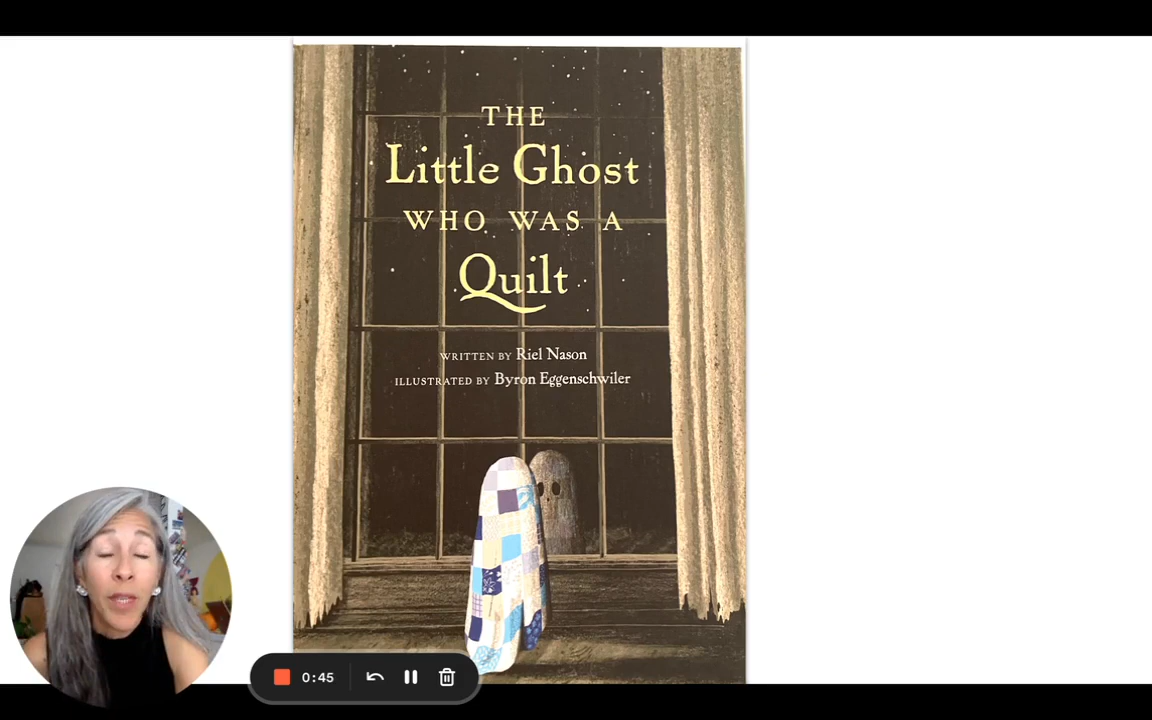 THE
Little Ghost
WHO WAS A
Quilt
WRITTEN BY Riel Nason
ILLUSTRATED BY Byron Eggenschwiler
0:45